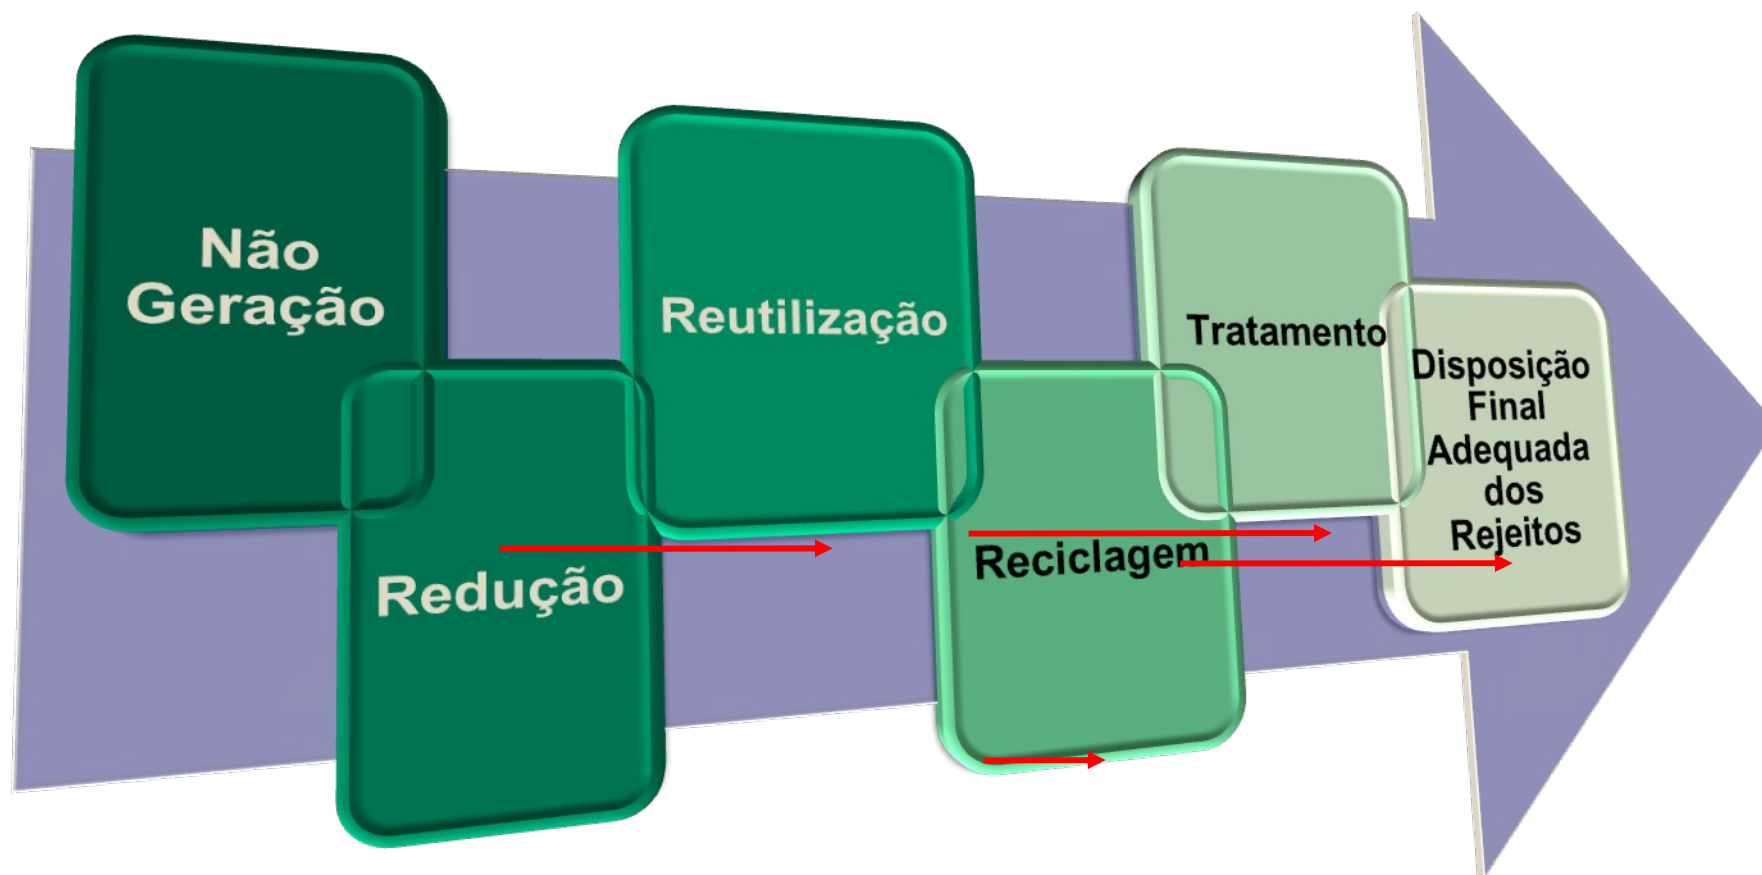 Não
Geração
Redução
Reutilização
Reciclagem
Tratamento
Disposição
Final
Adequada
dos
Rejeitos